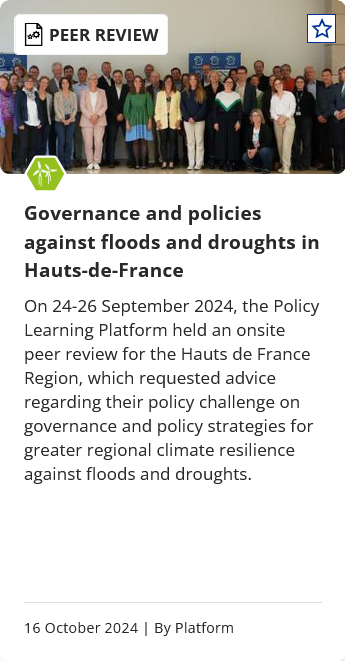 PEER REVIEW
Governance and policies
against floods and droughts in
Hauts-de-France
On 24-26 September 2024, the Policy
Learning Platform held an onsite
peer review for the Hauts de France
Region, which requested advice
regarding their policy challenge on
governance and policy strategies for
greater regional climate resilience
against floods and droughts.
16 October 2024 | By Platform